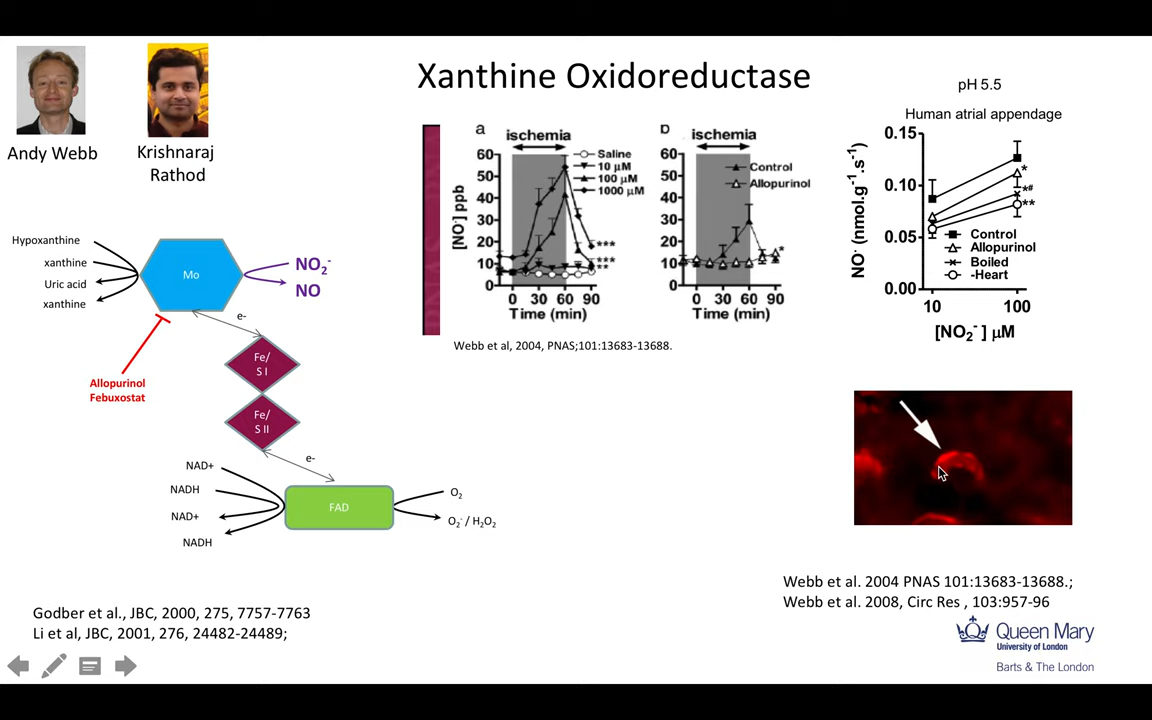 Xanthine Oxidoreductase
Andy Webb
Krishnaraj
Rathod
Hypoxanthine
xanthine
Uric acid
xanthine
Mo
NO₂⁻
NO
e-
Allopurinol
Febuxostat
Fe/
S I
Fe/
S II
e-
NAD+
NADH
NAD+
NADH
FAD
O₂
O₂⁻/ H₂O₂
Godber et al., JBC, 2000, 275, 7757-7763
Li et al, JBC, 2001, 276, 24482-24489;
a
ischemia
60
50
40
30
20
10
0
[NO˙] ppb
Saline
10 µM
100 µM
1000 µM
***
***
**
0 30 60 90
Time (min)
b
ischemia
60
50
40
30
20
10
0
Control
Allopurinol
*
0 30 60 90
Time (min)
Webb et al, 2004, PNAS;101:13683-13688.
pH 5.5
Human atrial appendage
0.15
0.10
0.05
0.00
NO˙ (nmol.g⁻¹.s⁻¹)
*
*#
**
Control
Allopurinol
Boiled
-Heart
10 100
[NO₂⁻] µM
Webb et al. 2004 PNAS 101:13683-13688.;
Webb et al. 2008, Circ Res , 103:957-96
Queen Mary
University of London
Barts & The London